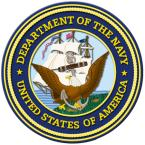 DEPARTMENT OF THE NAVY
UNITED STATES OF AMERICA